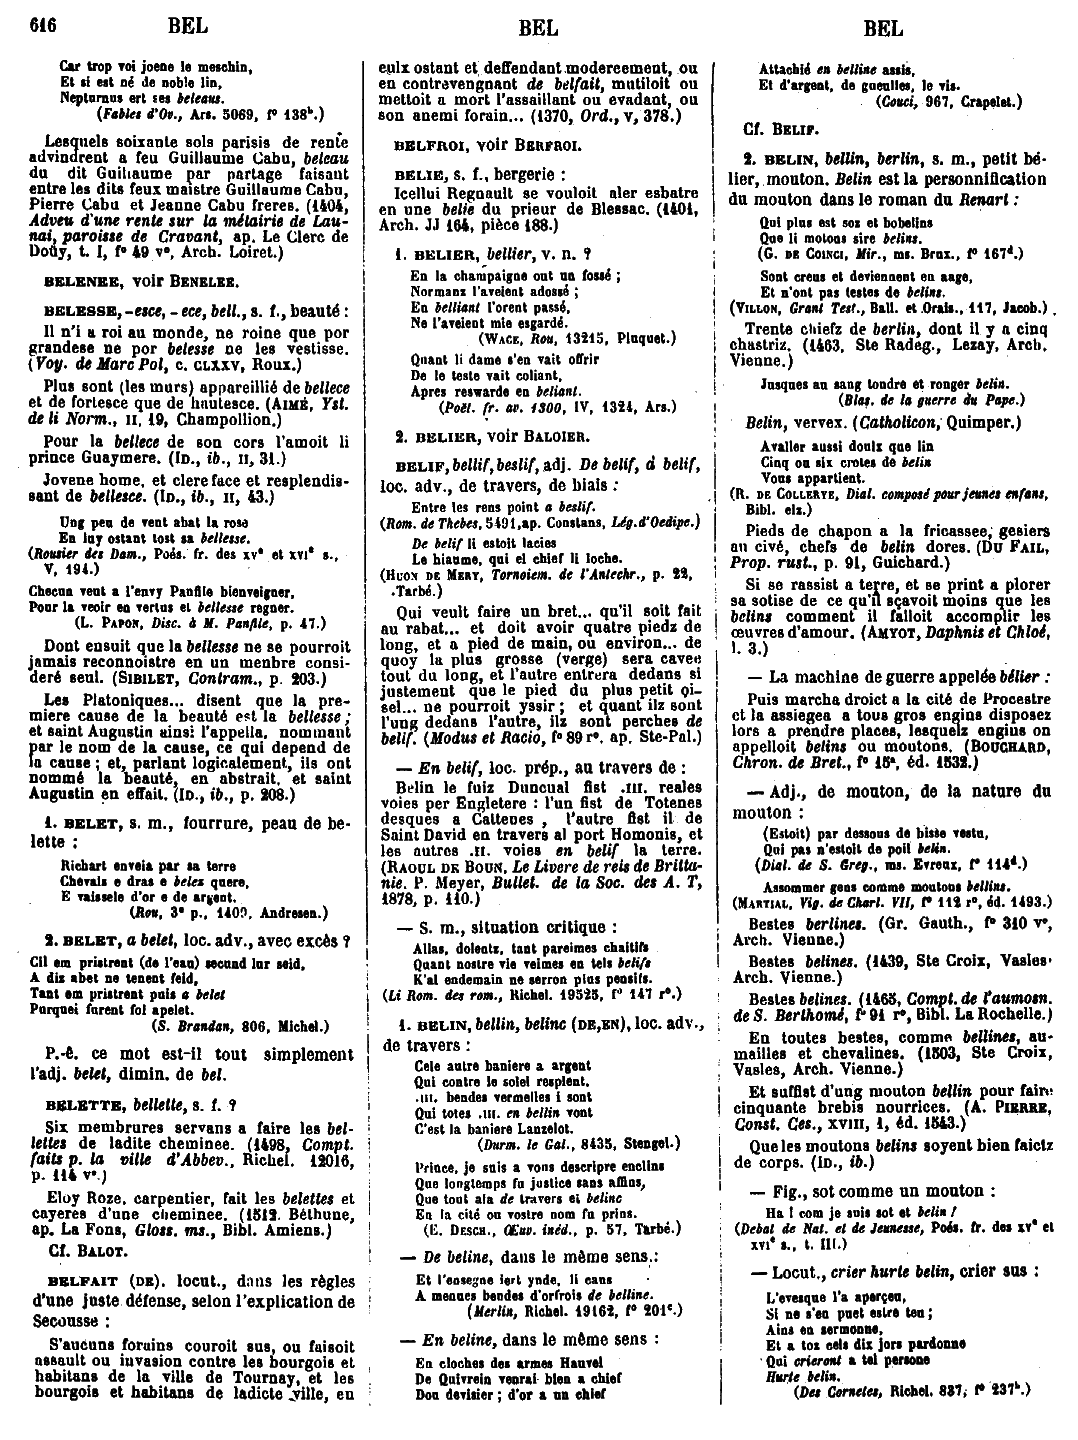 616 BEL BEL BEL
Car trop voi joene le meschin,
Et si est né de noble lin,
Nepturnus ert ses beleaus.
(Fables d'Ov., Ars. 5069, f° 138ᵇ.)
Lesquels soixante sols parisis de rente
advindrent a feu Guillaume Cabu, beleau
du dit Guillaume par partage faisant
entre les dits feux maistre Guillaume Cabu,
Pierre Cabu et Jeanne Cabu freres. (1404,
Adveu d'une rente sur la métairie de Lau-
nai, paroisse de Cravant, ap. Le Clerc de
Douy, t. I, f° 49 v°, Arch. Loiret.)
BELENEE, voir BENELEE.
BELESSE, -esce, - ece, bell., s. f., beauté :
Il n'i a roi au monde, ne roine que por
grandese ne por belesse ne les vestisse.
(Voy. de Marc Pol, c. CLXXV, Roux.)
Plus sont (les murs) appareillié de bellece
et de fortesce que de hautesce. (AIMÉ, Yst.
de li Norm., II, 19, Champollion.)
Pour la bellece de son cors l'amoit li
prince Guaymere. (ID., ib., II, 31.)
Jovene home, et clere face et resplendis-
sant de bellesce. (ID., ib., II, 43.)
Ung peu de vent abat la rose
En luy ostant tost sa bellesse.
(Rousier des Dam., Poés. fr. des XVᵉ et XVIᵉ s.,
V, 194.)
Checun veut a l'envy Panfile bienveigner,
Pour la veoir en vertus et bellesse regner.
(L. PAPON, Disc. à M. Panfile, p. 47.)
Dont ensuit que la bellesse ne se pourroit
jamais reconnoistre en un menbre consi-
deré seul. (SIBILET, Contram., p. 203.)
Les Platoniques... disent que la pre-
miere cause de la beauté est la bellesse ;
et saint Augustin ainsi l'appella, nommant
par le nom de la cause, ce qui depend de
la cause ; et, parlant logicalement, ils ont
nommé la beauté, en abstrait, et saint
Augustin en effait. (ID., ib., p. 208.)
1. BELET, s. m., fourrure, peau de be-
lette :
Richart enveia par sa terre
Chevals e dras e belez quere,
E vaissele d'or e de argent.
(Rou, 3ᵉ p., 1409, Andresen.)
2. BELET, a belet, loc. adv., avec excès ?
Cil em pristrent (de l'eau) secund lur seid,
A diz abet ne tenent feid,
Tant em pristrent puis a belet
Purquei furent fol apelet.
(S. Brandan, 806, Michel.)
P.-ê. ce mot est-il tout simplement
l'adj. belet, dimin. de bel.
BELETTE, bellette, s. f. ?
Six membrures servans a faire les bel-
lettes de ladite cheminee. (1498, Compt.
faits p. la ville d'Abbev., Richel. 12016,
p. 114 v°.)
Eloy Roze, carpentier, fait les belettes et
cayeres d'une cheminee. (1512. Béthune,
ap. La Fons, Gloss. ms., Bibl. Amiens.)
Cf. BALOT.
BELFAIT (DE). locut., dans les règles
d'une juste défense, selon l'explication de
Secousse :
S'aucuns forains couroit sus, ou faisoit
assault ou invasion contre les bourgois et
habitans de la ville de Tournay, et les
bourgois et habitans de ladicte ville, en
eulx ostant et deffendant modereement, ou
en contrevengnant de belfait, mutiloit ou
mettoit a mort l'assaillant ou evadant, ou
son anemi forain... (1370, Ord., V, 378.)
BELFROI, voir BERFROI.
BELIE, s. f., bergerie :
Icellui Regnault se vouloit aler esbatre
en une belie du prieur de Blessac. (1401,
Arch. JJ 164, pièce 188.)
1. BELIER, bellier, v. n. ?
En la champaigne out un fossé ;
Normanz l'aveient adossé ;
En belliant l'orent passé,
Ne l'aveient mie esgardé.
(WACE, Rou, 13215, Pluquet.)
Quant li dame s'en vait offrir
De le teste vait coliant,
Apres reswarde en beliant.
(Poët. fr. av. 1300, IV, 1324, Ars.)
2. BELIER, voir BALOIER.
BELIF, bellif, beslif, adj. De belif, à belif,
loc. adv., de travers, de biais :
Entre les rens point a beslif.
(Rom. de Thebes, 5491, ap. Constans, Lég. d'Oedipe.)
De belif li estoit lacies
Le hiaume, qui el chief li loche.
(HUON DE MERY, Tornoiem. de l'Antechr., p. 22,
Tarbé.)
Qui veult faire un bret... qu'il soit fait
au rabat... et doit avoir quatre piedz de
long, et a pied de main, ou environ... de
quoy la plus grosse (verge) sera cavee
tout du long, et l'autre entrera dedans si
justement que le pied du plus petit oi-
sel... ne pourroit yssir ; et quant ilz sont
l'ung dedans l'autre, ilz sont perches de
belif. (Modus et Racio, f° 89 r°. ap. Ste-Pal.)
— En belif, loc. prép., au travers de :
Belin le fuiz Duncual fist .III. reales
voies per Engletere : l'un fist de Totenes
desques a Catteues , l'autre fist il de
Saint David en travers al port Homonis, et
les autres .II. voies en belif la terre.
(RAOUL DE BOUN, Le Livere de reis de Britta-
nie. P. Meyer, Bullet. de la Soc. des A. T,
1878, p. 110.)
— S. m., situation critique :
Allas, dolentz, tant pareimes chaitifs
Quant nostre vie veimes en tels belifs
K'al endemain ne serron plus pensifs.
(Li Rom. des rom., Richel. 19525, f° 147 r°.)
1. BELIN, bellin, belinc (DE, EN), loc. adv.,
de travers :
Cele autre baniere a argent
Qui contre le solel resplent.
.III. bendes vermelles i sont
Qui totes .III. en bellin vont
C'est la baniere Lanzelot.
(Durm. le Gal., 8435, Stengel.)
Prince, je suis a vous descripre enclins
Que longtemps fu justice sans affins,
Que tout ala de travers et belinc
En la cité ou vostre nom fu prins.
(E. DESCH., Œuv. inéd., p. 57, Tarbé.)
— De beline, dans le même sens :
Et l'ensegne iert ynde, li cans
A menues bendes d'orfrois de belline.
(Merlin, Richel. 19162, f° 201ᶜ.)
— En beline, dans le même sens :
En cloches des armes Hauvel
De Quivrein venrai bien a chief
Dou devisier ; d'or a un chief
Attachié en belline assis,
Et d'argent, de gueulles, le vis.
(Couci, 967, Crapelet.)
Cf. BELIF.
2. BELIN, bellin, berlin, s. m., petit bé-
lier, mouton. Belin est la personnification
du mouton dans le roman du Renart :
Qui plus est soz et bobelins
Que li motons sire belins.
(G. DE COINCI, Mir., ms. Brux., f° 167ᵈ.)
Sont creus et deviennent en aage,
Et n'ont pas testes de belins.
(VILLON, Grant Test., Ball. et Orais., 117, Jacob.)
Trente chiefz de berlin, dont il y a cinq
chastriz. (1463, Ste Radeg., Lezay, Arch.
Vienne.)
Jusques au sang tondre et ronger belin.
(Blas. de la guerre du Pape.)
Belin, vervex. (Catholicon, Quimper.)
Avaller aussi doulx que lin
Cinq ou six crotes de belin
Vous appartient.
(R. DE COLLERYE, Dial. composé pour jeunes enfans,
Bibl. elz.)
Pieds de chapon a la fricassee, gesiers
au civé, chefs de belin dores. (DU FAIL,
Prop. rust., p. 91, Guichard.)
Si se rassist a terre, et se print a plorer
sa sotise de ce qu'il sçavoit moins que les
belins comment il falloit accomplir les
œuvres d'amour. (AMYOT, Daphnis et Chloé,
l. 3.)
— La machine de guerre appelée bélier :
Puis marcha droict a la cité de Procestre
et la assiegea a tous gros engins disposez
lors a prendre places, lesquelz engins on
appelloit belins ou moutons. (BOUCHARD,
Chron. de Bret., f° 15ᵃ, éd. 1532.)
— Adj., de mouton, de la nature du
mouton :
(Estoit) par dessous de biste vestu,
Qui pas n'estoit de poil belin.
(Dial. de S. Greg., ms. Evreux, f° 114ᵈ.)
Assommer gens comme moutons bellins.
(MARTIAL, Vig. de Charl. VII, f° 112 r°, éd. 1493.)
Bestes berlines. (Gr. Gauth., f° 310 v°,
Arch. Vienne.)
Bestes belines. (1439, Ste Croix, Vasles,
Arch. Vienne.)
Bestes belines. (1465, Compt. de l'aumosn.
de S. Berthomé, f° 91 r°, Bibl. La Rochelle.)
En toutes bestes, comme bellines, au-
mailles et chevalines. (1503, Ste Croix,
Vasles, Arch. Vienne.)
Et suffist d'ung mouton bellin pour faire
cinquante brebis nourrices. (A. PIERRE,
Const. Ces., XVIII, 1, éd. 1543.)
Que les moutons belins soyent bien faictz
de corps. (ID., ib.)
— Fig., sot comme un mouton :
Ha ! com je suis sot et belin !
(Debat de Nat. et de Jeunesse, Poés. fr. des XVᵉ et
XVIᵉ s., t. III.)
— Locut., crier hurte belin, crier sus :
L'evesque l'a aperçeu,
Si ne s'en puet estre teu ;
Ains en sermonne,
Et a toz cels dix jors pardonne
Qui crieront a tel persone
Hurte belin.
(Des Cornetes, Richel. 837, f° 237ᵇ.)